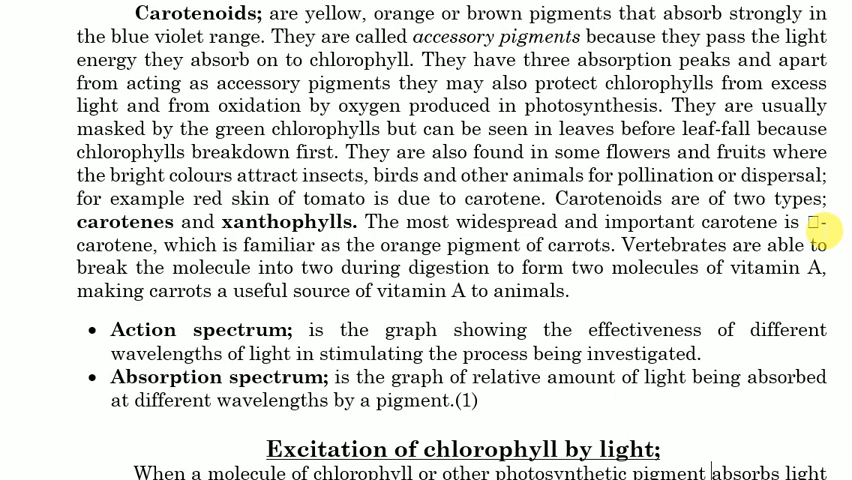 Carotenoids; are yellow, orange or brown pigments that absorb strongly in
the blue violet range. They are called accessory pigments because they pass the light
energy they absorb on to chlorophyll. They have three absorption peaks and apart
from acting as accessory pigments they may also protect chlorophylls from excess
light and from oxidation by oxygen produced in photosynthesis. They are usually
masked by the green chlorophylls but can be seen in leaves before leaf-fall because
chlorophylls breakdown first. They are also found in some flowers and fruits where
the bright colours attract insects, birds and other animals for pollination or dispersal;
for example red skin of tomato is due to carotene. Carotenoids are of two types;
carotenes and xanthophylls. The most widespread and important carotene is □-
carotene, which is familiar as the orange pigment of carrots. Vertebrates are able to
break the molecule into two during digestion to form two molecules of vitamin A,
making carrots a useful source of vitamin A to animals.
• Action spectrum; is the graph showing the effectiveness of different
wavelengths of light in stimulating the process being investigated.
• Absorption spectrum; is the graph of relative amount of light being absorbed
at different wavelengths by a pigment.(1)
Excitation of chlorophyll by light;
When a molecule of chlorophyll or other photosynthetic pigment absorbs light